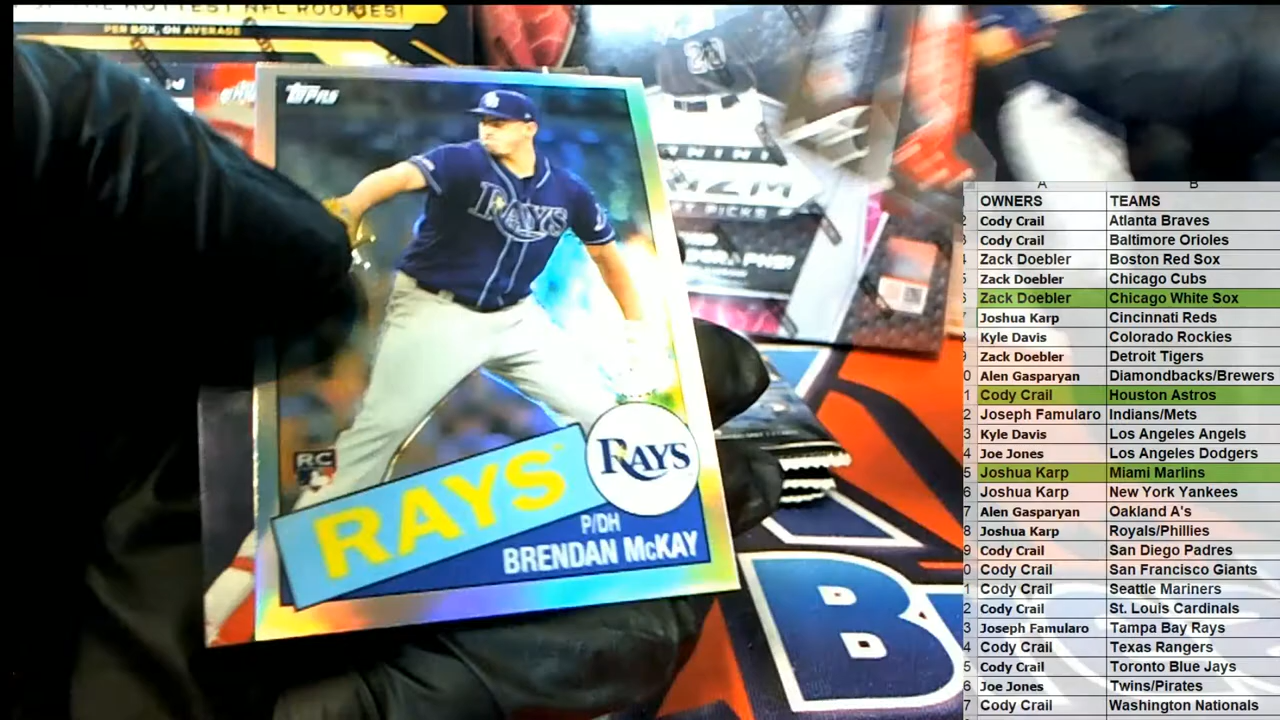 HOTTEST NFL ROOKIES!
PER BOX, ON AVERAGE
TOPPS
20
RAYS
RC
RAYS
RAYS
P/DH
BRENDAN McKAY
B
A B
OWNERS TEAMS
Cody Crail Atlanta Braves
Cody Crail Baltimore Orioles
Zack Doebler Boston Red Sox
Zack Doebler Chicago Cubs
Zack Doebler Chicago White Sox
Joshua Karp Cincinnati Reds
Kyle Davis Colorado Rockies
Zack Doebler Detroit Tigers
Alen Gasparyan Diamondbacks/Brewers
Cody Crail Houston Astros
Joseph Famularo Indians/Mets
Kyle Davis Los Angeles Angels
Joe Jones Los Angeles Dodgers
Joshua Karp Miami Marlins
Joshua Karp New York Yankees
Alen Gasparyan Oakland A's
Joshua Karp Royals/Phillies
Cody Crail San Diego Padres
Cody Crail San Francisco Giants
Cody Crail Seattle Mariners
Cody Crail St. Louis Cardinals
Joseph Famularo Tampa Bay Rays
Cody Crail Texas Rangers
Cody Crail Toronto Blue Jays
Joe Jones Twins/Pirates
Cody Crail Washington Nationals